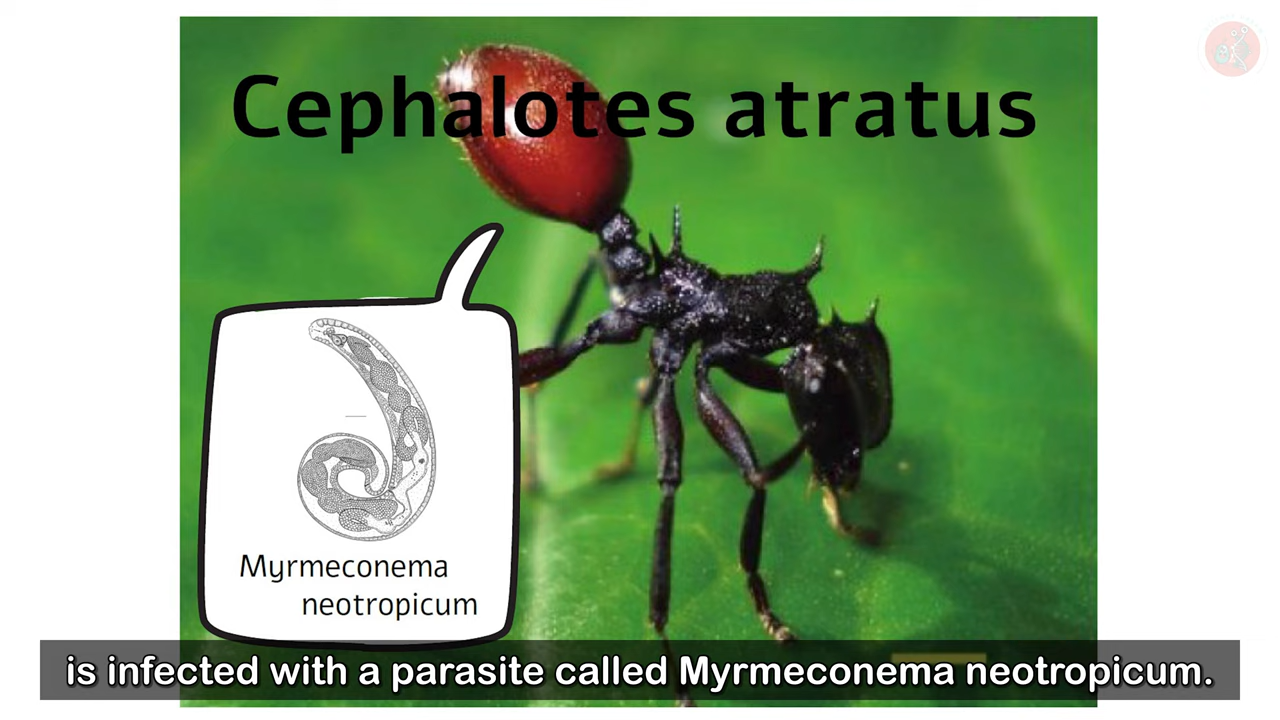 Cephalotes atratus
Myrmeconema
neotropicum
is infected with a parasite called Myrmeconema neotropicum.